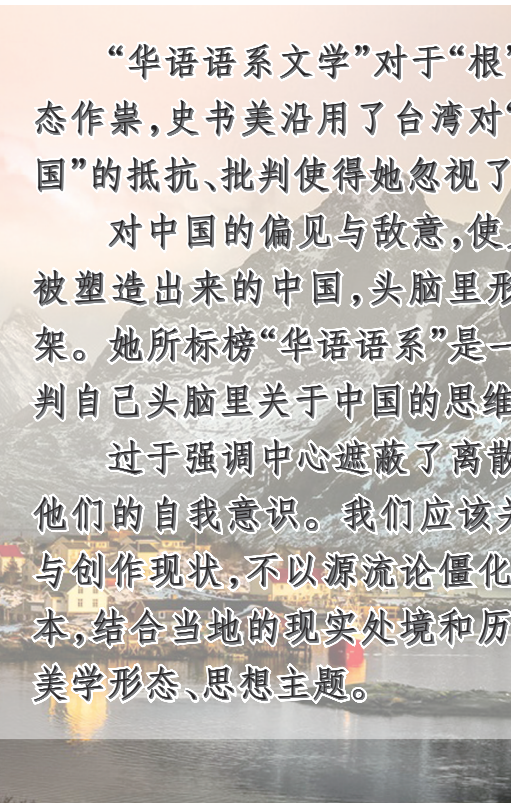 “华语语系文学”对于“根”
态作祟,史书美沿用了台湾对“
国”的抵抗、批判使得她忽视了
对中国的偏见与敌意,使
被塑造出来的中国,头脑里形
架。她所标榜“华语语系”是一
判自己头脑里关于中国的思维
过于强调中心遮蔽了离散
他们的自我意识。我们应该关
与创作现状,不以源流论僵化
本,结合当地的现实处境和历
美学形态、思想主题。